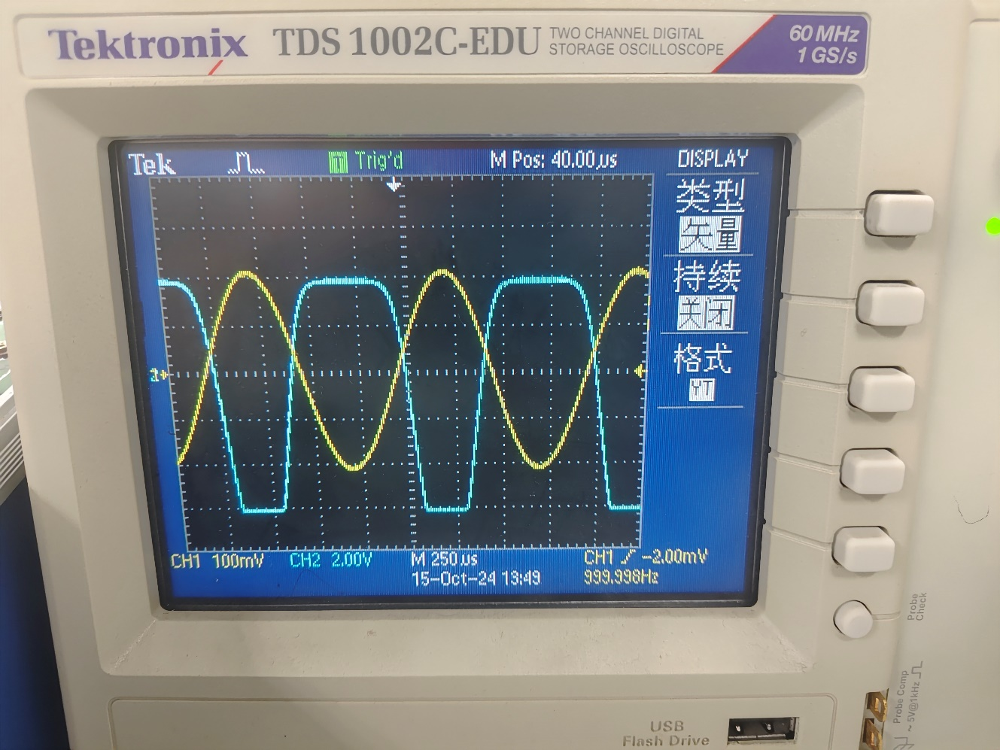 Tektronix TDS 1002C-EDU TWO CHANNEL DIGITAL STORAGE OSCILLOSCOPE 60 MHz 1 GS/s
Tek Trig'd M Pos: 40.00µs DISPLAY
类型
矢量
持续
关闭
格式
YT
CH1 100mV CH2 2.00V M 250µs CH1 -2.00mV
15-Oct-24 13:49 999.998Hz
Probe Check
Probe Comp
~ 5V@1kHz
USB
Flash Drive